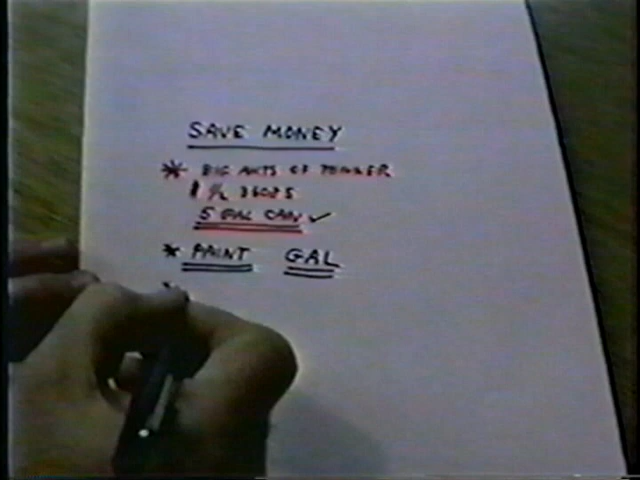 SAVE MONEY
* BIG AMTS OF THINNER
5 GAL CAN ✓
* PAINT GAL